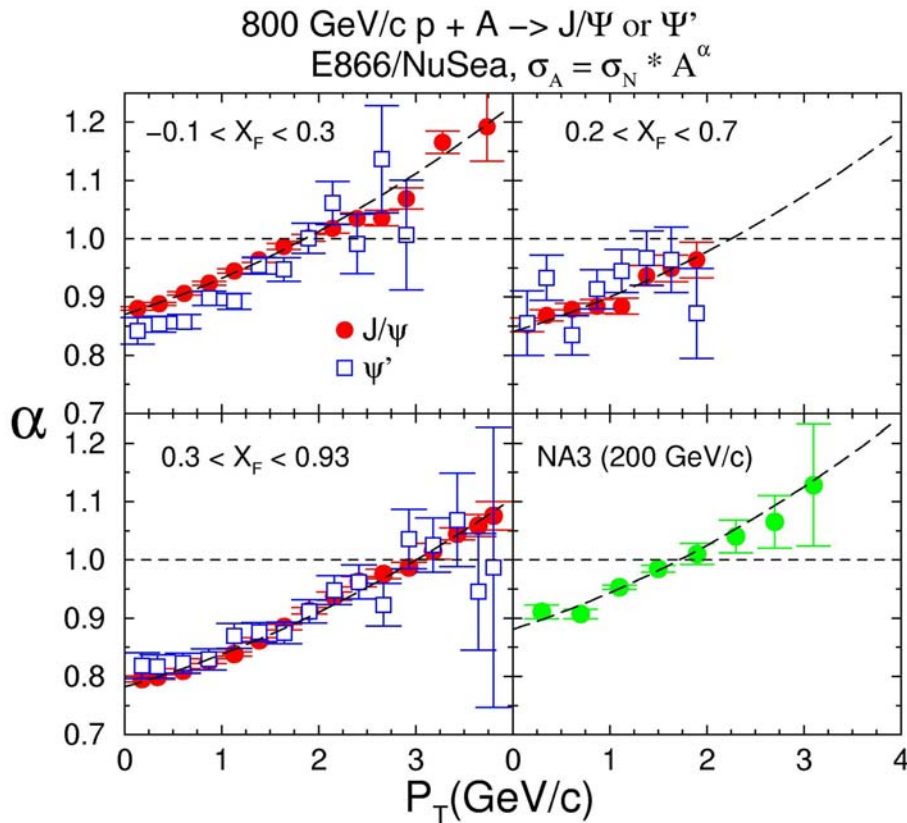 800 GeV/c p + A −> J/Ψ or Ψ’
E866/NuSea, σ_A = σ_N * A^α
1.2
−0.1 < X_F < 0.3
0.2 < X_F < 0.7
1.1
1.0
0.9
J/ψ
0.8
ψ’
α
0.7
0.3 < X_F < 0.93
NA3 (200 GeV/c)
1.2
1.1
1.0
0.9
0.8
0.7
0 1 2 3 0 1 2 3 4
P_T(GeV/c)